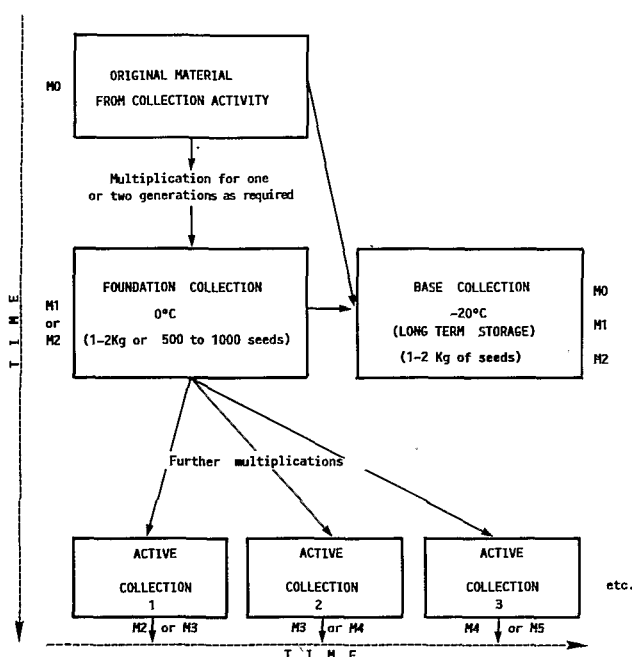 ORIGINAL MATERIAL
M0
FROM COLLECTION ACTIVITY
Multiplication for one
or two generations as required
FOUNDATION COLLECTION
0°C
(1-2Kg or 500 to 1000 seeds)
M1
or
M2
BASE COLLECTION
-20°C
(LONG TERM STORAGE)
(1-2 Kg of seeds)
M0
M1
M2
TIME
Further multiplications
ACTIVE
COLLECTION
1
ACTIVE
COLLECTION
2
ACTIVE
COLLECTION
3
etc.
M2 or M3
M3 or M4
M4 or M5
TIME